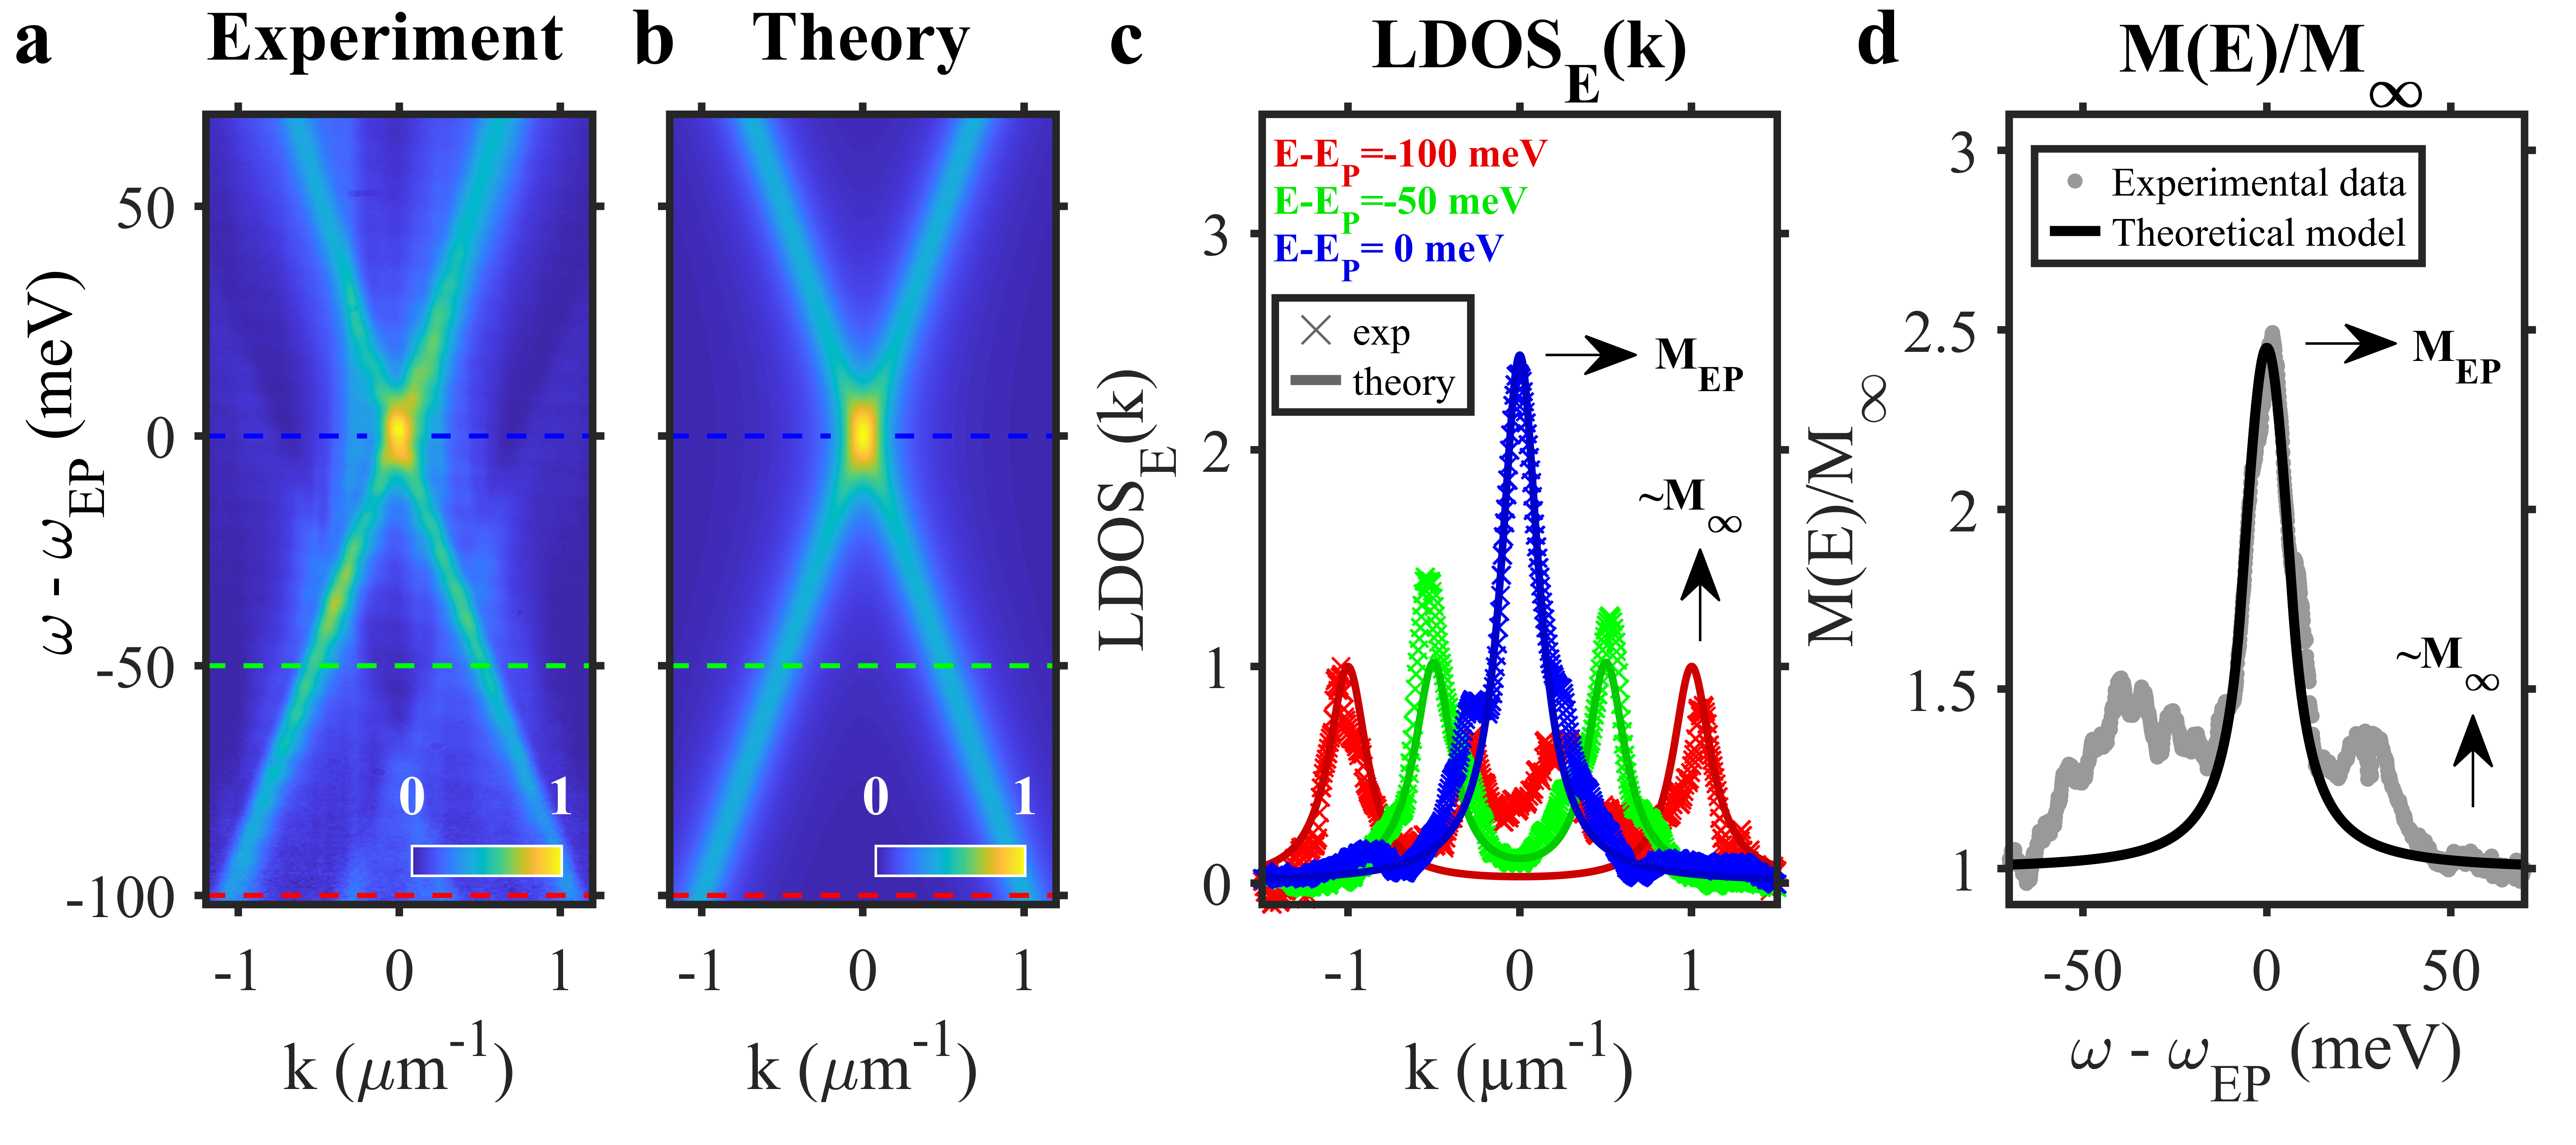 a Experiment
ω - ω_EP (meV)
50
0
-50
-100
0 1
-1 0 1
k (μm⁻¹)
b Theory
0 1
-1 0 1
k (μm⁻¹)
c LDOS_E(k)
LDOS_E(k)
3
2
1
0
E-E_P=-100 meV
E-E_P=-50 meV
E-E_P= 0 meV
exp
theory
M_EP
~M_∞
-1 0 1
k (μm⁻¹)
d M(E)/M_∞
M(E)/M_∞
3
2.5
2
1.5
1
Experimental data
Theoretical model
M_EP
~M_∞
-50 0 50
ω - ω_EP (meV)